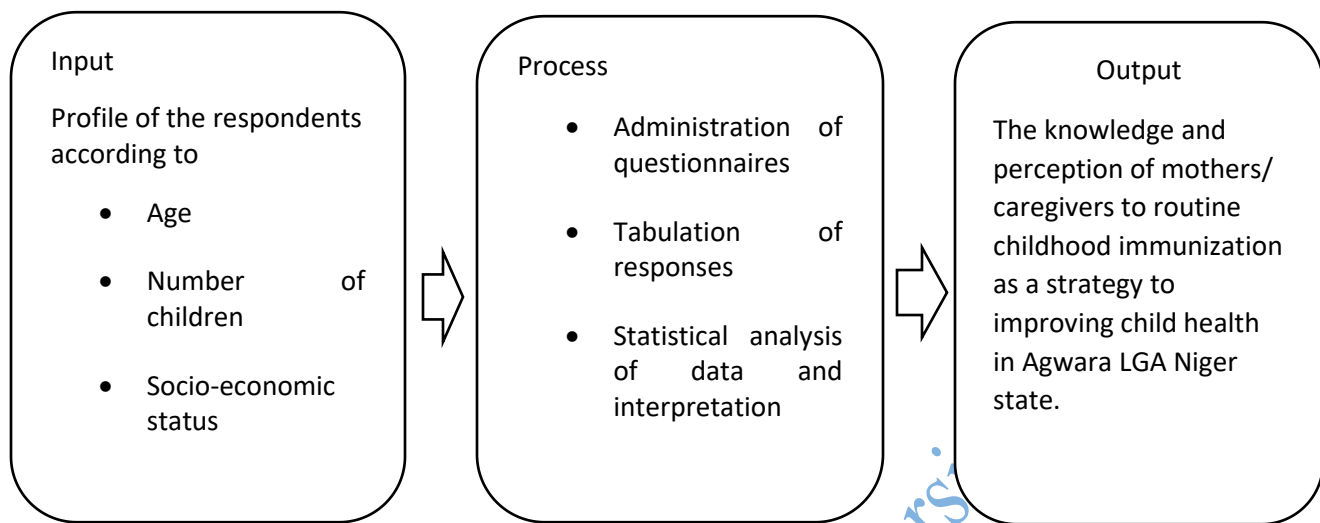 Input
Profile of the respondents
according to
• Age
• Number of
children
• Socio-economic
status
Process
• Administration of
questionnaires
• Tabulation of
responses
• Statistical analysis
of data and
interpretation
Output
The knowledge and
perception of mothers/
caregivers to routine
childhood immunization
as a strategy to
improving child health
in Agwara LGA Niger
state.